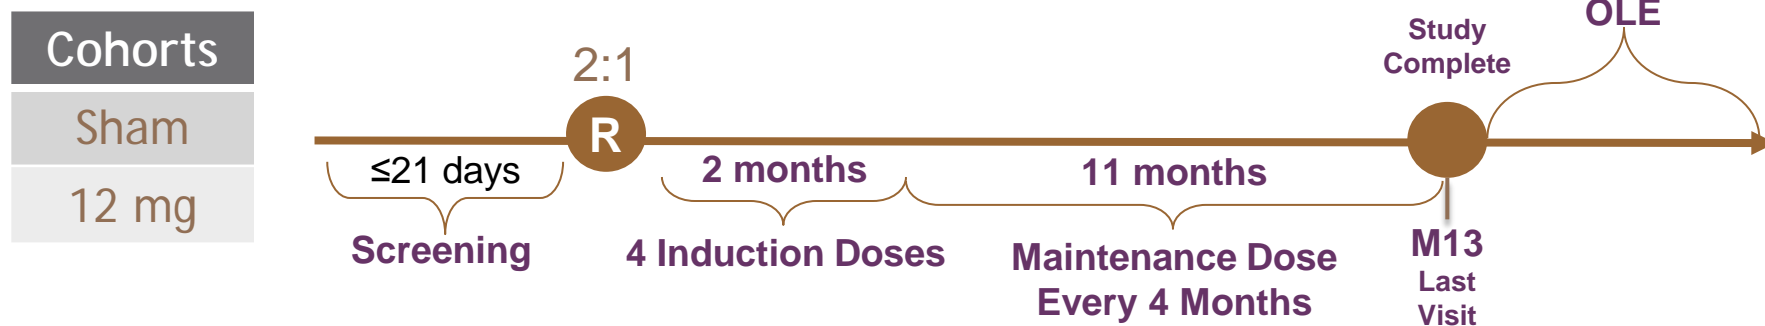 Cohorts
Sham
12 mg
2:1
R
≤21 days
Screening
2 months
4 Induction Doses
11 months
Maintenance Dose
Every 4 Months
Study
Complete
M13
Last
Visit
OLE